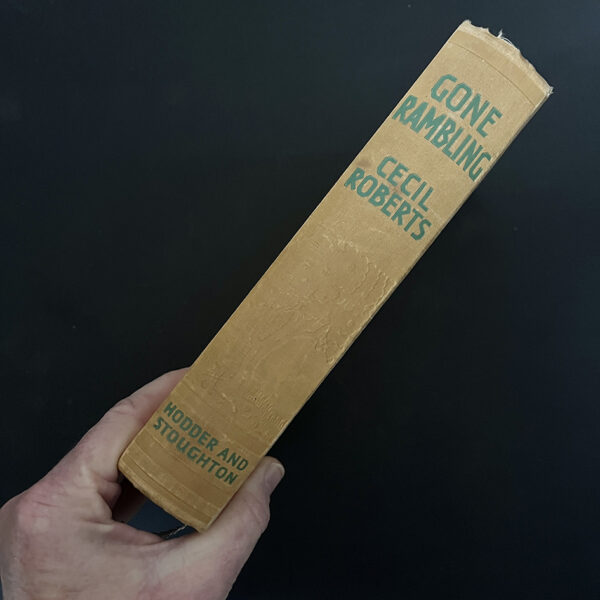 GONE
RAMBLING
CECIL
ROBERTS
HODDER AND
STOUGHTON